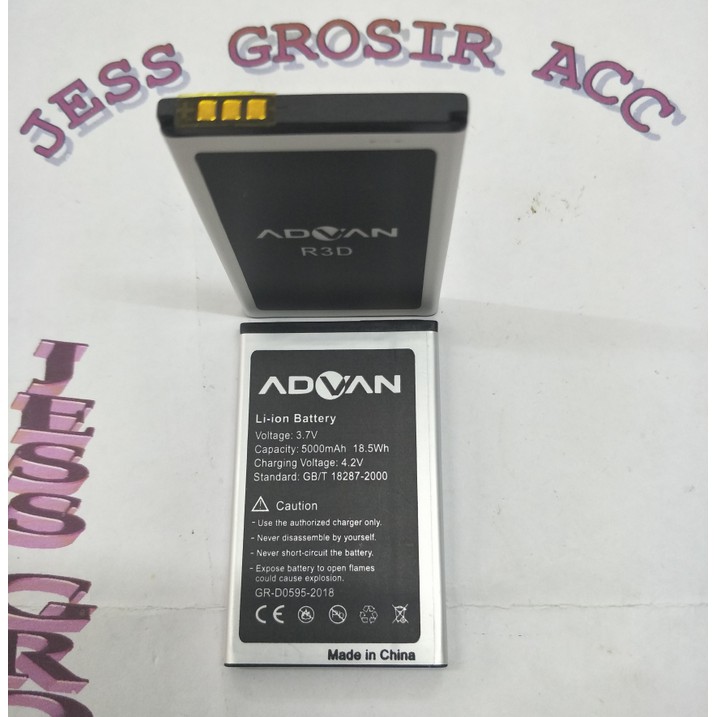 JESS GROSIR ACC
+
ADVAN
R3D
ADVAN
Li-ion Battery
Voltage: 3.7V
Capacity: 5000mAh 18.5Wh
Charging Voltage: 4.2V
Standard: GB/T 18287-2000
Caution
- Use the authorized charger only.
- Never disassemble by yourself.
- Never short-circuit the battery.
- Expose battery to open flames
could cause explosion.
GR-D0595-2018
CE
Made in China
JESS GRO